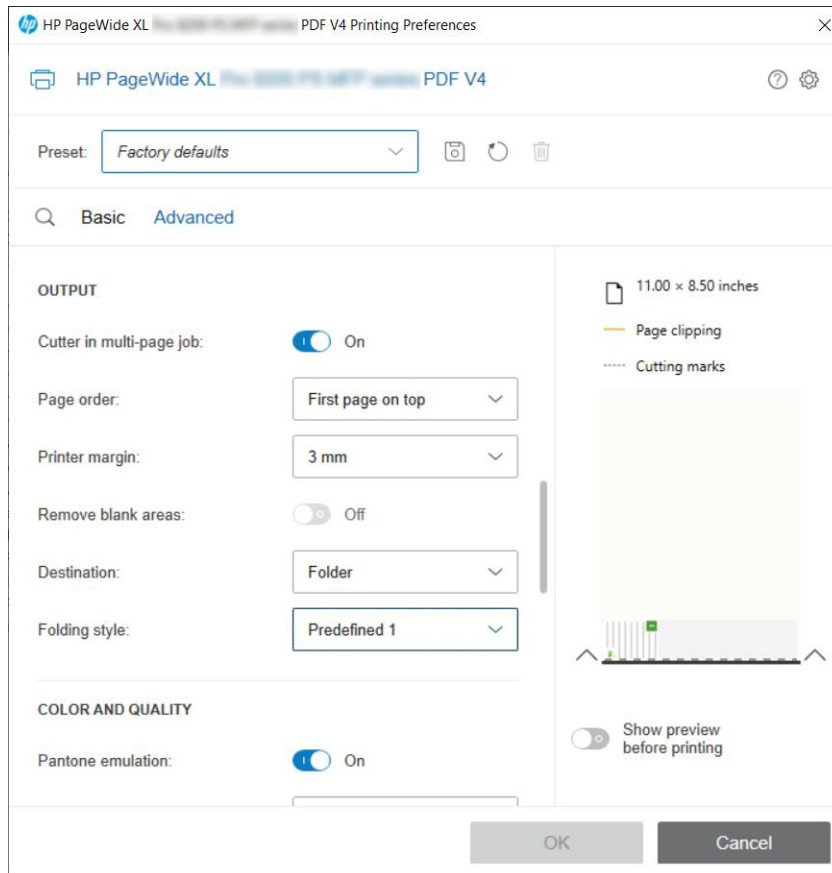 hp HP PageWide XL PDF V4 Printing Preferences
HP PageWide XL PDF V4
Preset: Factory defaults
Basic Advanced
OUTPUT
Cutter in multi-page job: On
Page order: First page on top
Printer margin: 3 mm
Remove blank areas: Off
Destination: Folder
Folding style: Predefined 1
COLOR AND QUALITY
Pantone emulation: On
11.00 × 8.50 inches
Page clipping
Cutting marks
Show preview
before printing
OK Cancel